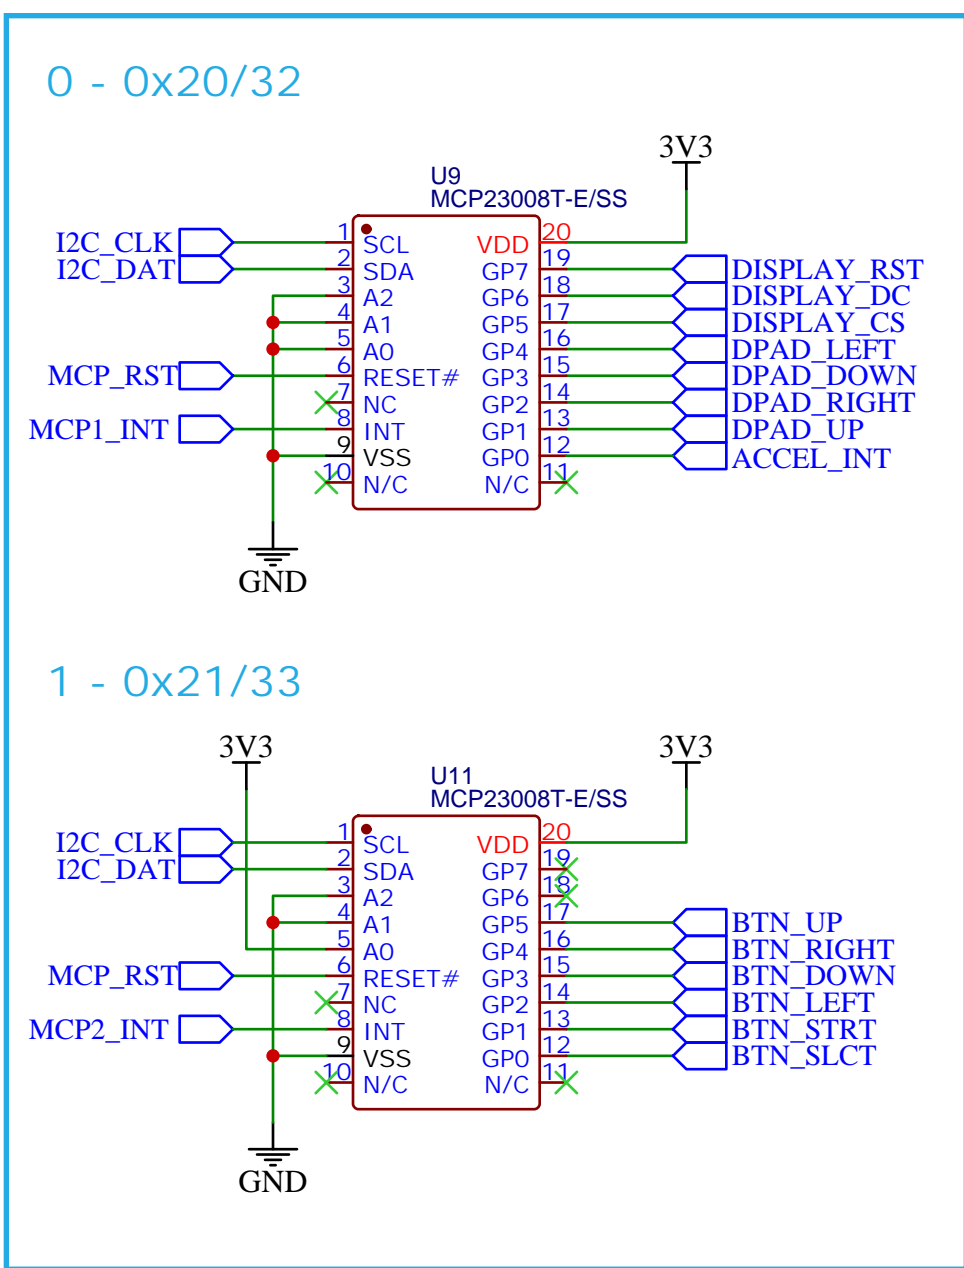 0 - 0x20/32
3V3
U9
MCP23008T-E/SS
I2C_CLK 1 SCL VDD 20
I2C_DAT 2 SDA GP7 19 DISPLAY_RST
3 A2 GP6 18 DISPLAY_DC
4 A1 GP5 17 DISPLAY_CS
5 A0 GP4 16 DPAD_LEFT
MCP_RST 6 RESET# GP3 15 DPAD_DOWN
7 NC GP2 14 DPAD_RIGHT
MCP1_INT 8 INT GP1 13 DPAD_UP
9 VSS GP0 12 ACCEL_INT
10 N/C N/C 11
GND
1 - 0x21/33
3V3 3V3
U11
MCP23008T-E/SS
I2C_CLK 1 SCL VDD 20
I2C_DAT 2 SDA GP7 19
3 A2 GP6 18
4 A1 GP5 17 BTN_UP
5 A0 GP4 16 BTN_RIGHT
MCP_RST 6 RESET# GP3 15 BTN_DOWN
7 NC GP2 14 BTN_LEFT
MCP2_INT 8 INT GP1 13 BTN_STRT
9 VSS GP0 12 BTN_SLCT
10 N/C N/C 11
GND